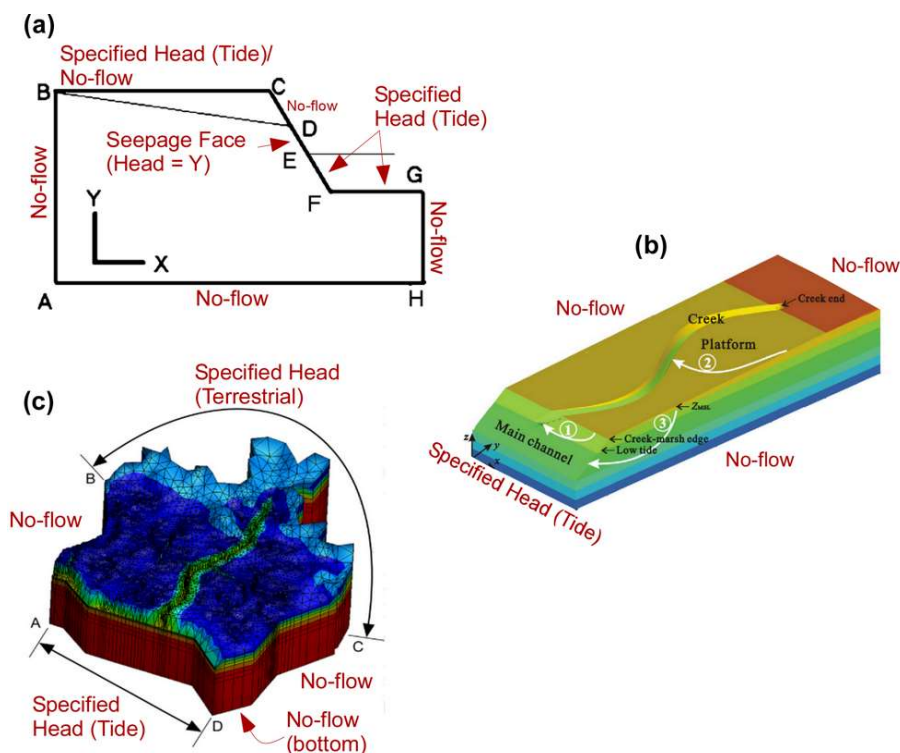 (a)
Specified Head (Tide)/
No-flow
B
C
No-flow
D
Specified
Head (Tide)
Seepage Face
(Head = Y)
E
No-flow
F
G
Y
X
No-flow
A
No-flow
H
(b)
No-flow
No-flow
Creek end
Creek
Platform
②
Z_MSL
③
①
Main channel
Creek-marsh edge
Low tide
z
y
x
No-flow
Specified Head (Tide)
(c)
Specified Head
(Terrestrial)
B
No-flow
A
C
No-flow
Specified
Head (Tide)
D
No-flow
(bottom)